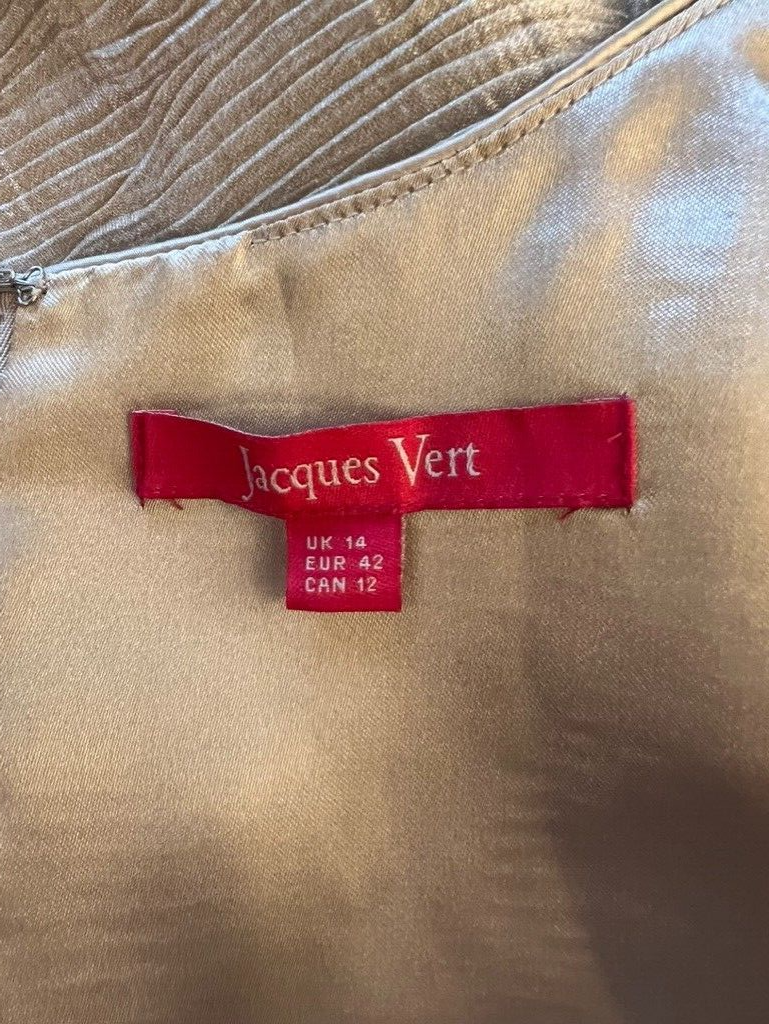 Jacques Vert
UK 14
EUR 42
CAN 12